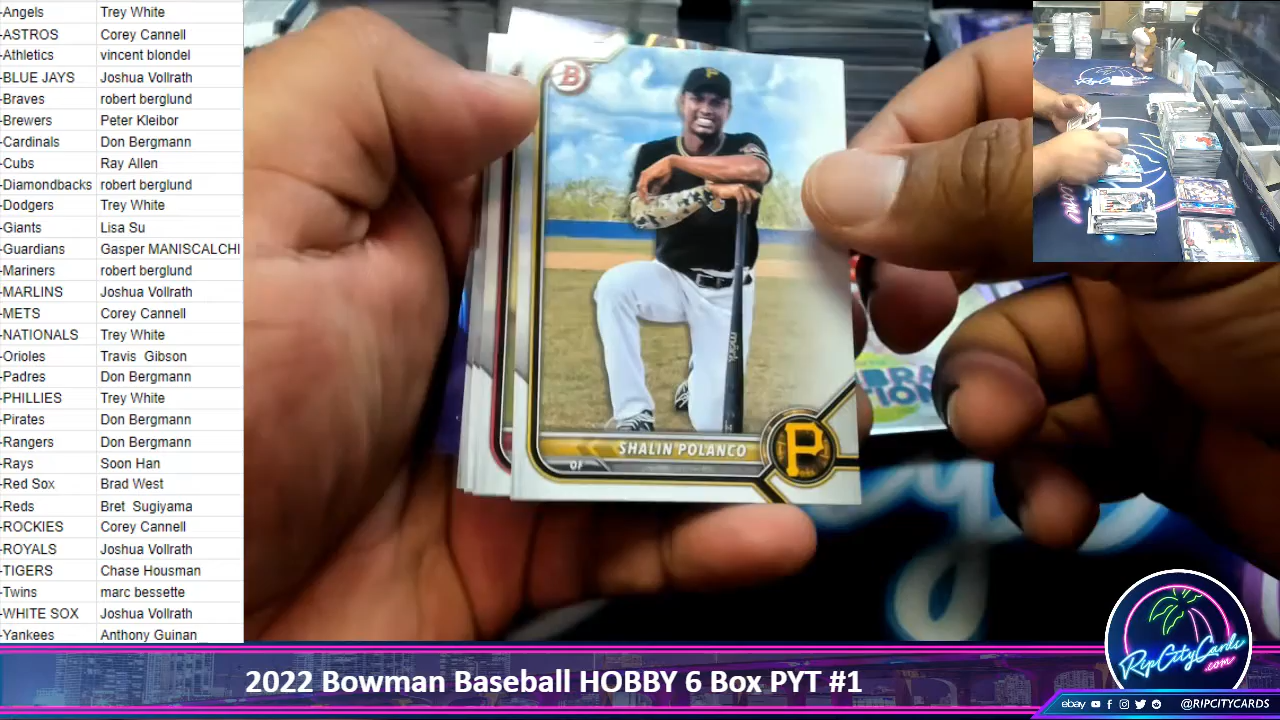 -Angels Trey White
-ASTROS Corey Cannell
-Athletics vincent blondel
-BLUE JAYS Joshua Vollrath
-Braves robert berglund
-Brewers Peter Kleibor
-Cardinals Don Bergmann
-Cubs Ray Allen
-Diamondbacks robert berglund
-Dodgers Trey White
-Giants Lisa Su
-Guardians Gasper MANISCALCHI
-Mariners robert berglund
-MARLINS Joshua Vollrath
-METS Corey Cannell
-NATIONALS Trey White
-Orioles Travis Gibson
-Padres Don Bergmann
-PHILLIES Trey White
-Pirates Don Bergmann
-Rangers Don Bergmann
-Rays Soon Han
-Red Sox Brad West
-Reds Bret Sugiyama
-ROCKIES Corey Cannell
-ROYALS Joshua Vollrath
-TIGERS Chase Housman
-Twins marc bessette
-WHITE SOX Joshua Vollrath
-Yankees Anthony Guinan
B
P
SHALIN POLANCO
OF
P
RipCityCards
.com
2022 Bowman Baseball HOBBY 6 Box PYT #1
ebay @RIPCITYCARDS